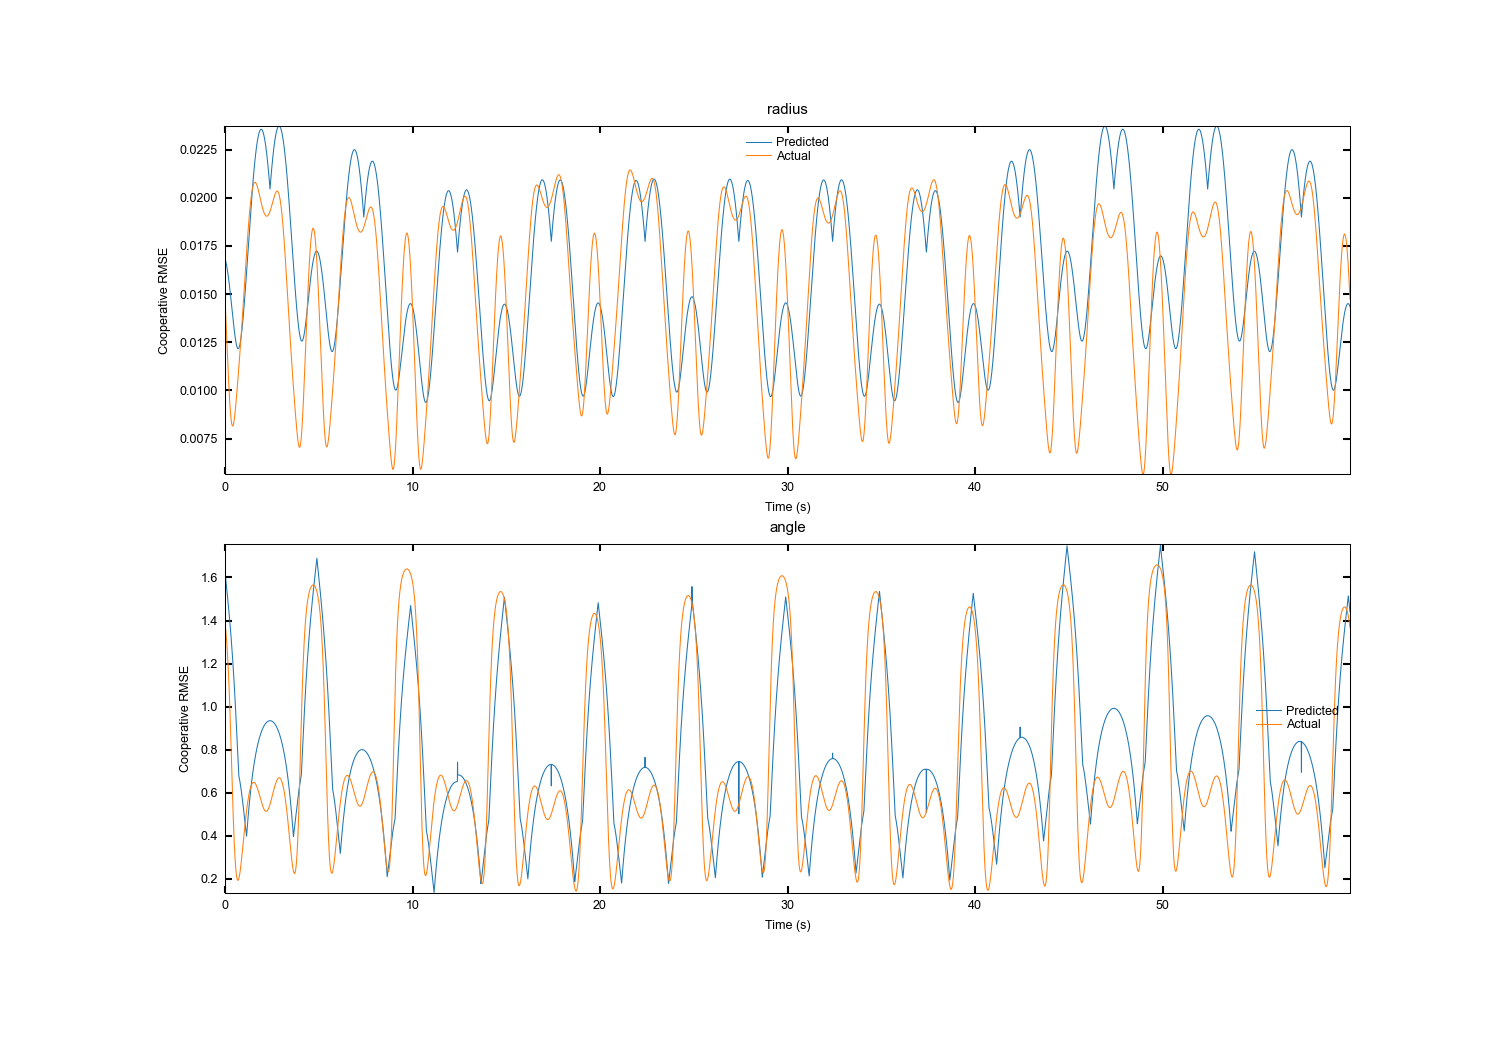 radius
Predicted
Actual
Cooperative RMSE
0.0225
0.0200
0.0175
0.0150
0.0125
0.0100
0.0075
0 10 20 30 40 50
Time (s)
angle
Predicted
Actual
Cooperative RMSE
1.6
1.4
1.2
1.0
0.8
0.6
0.4
0.2
0 10 20 30 40 50
Time (s)